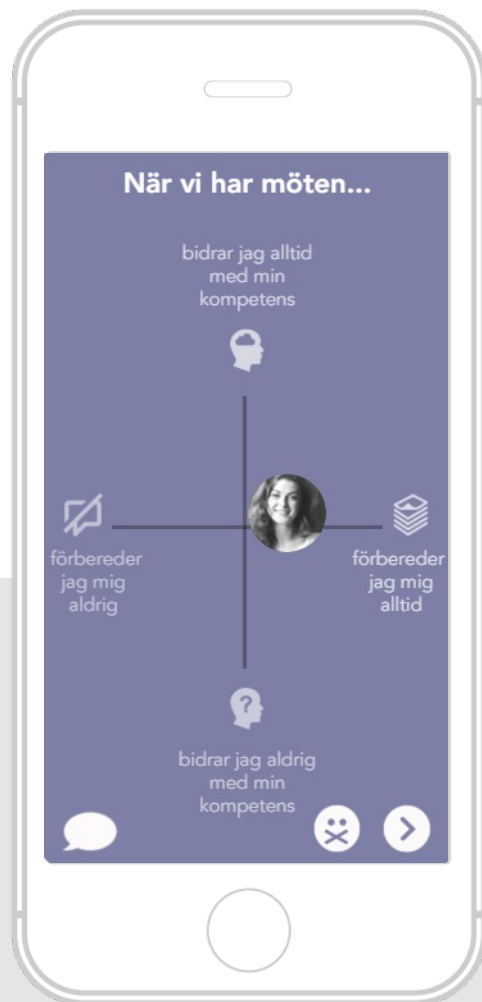 När vi har möten...
bidrar jag alltid
med min
kompetens
förbereder
jag mig
aldrig
förbereder
jag mig
alltid
?
bidrar jag aldrig
med min
kompetens